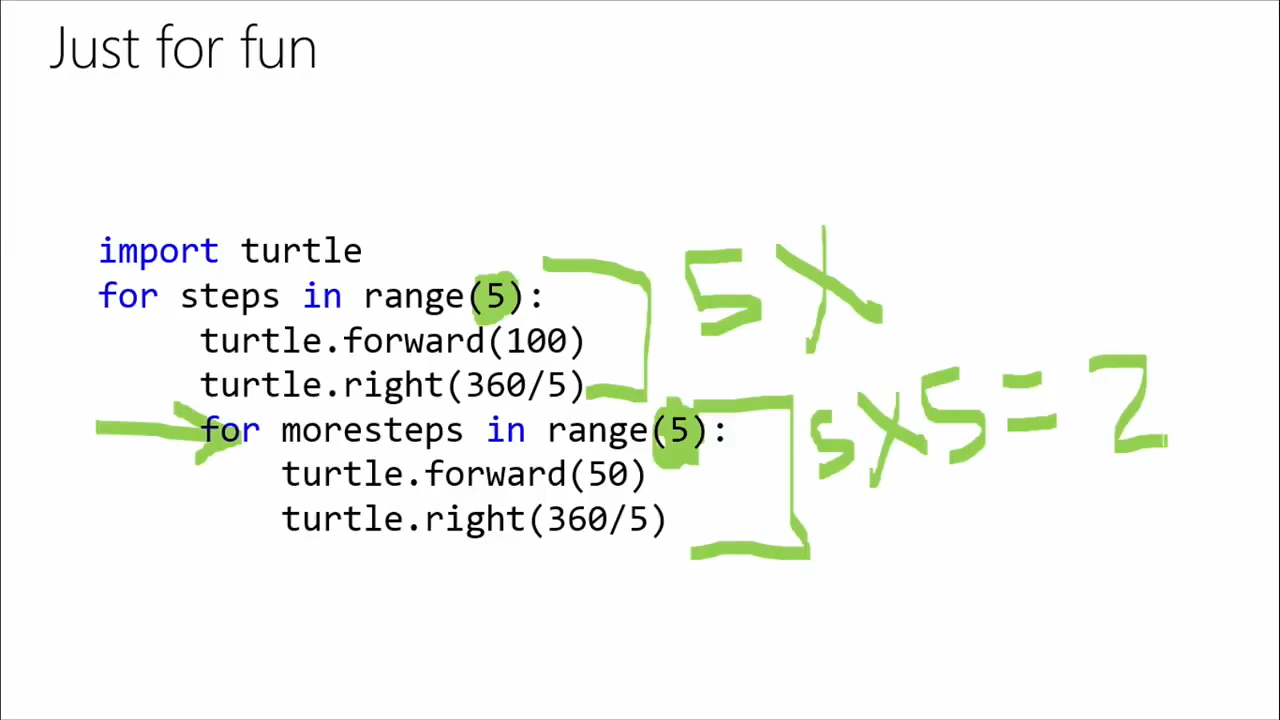 Just for fun
import turtle
for steps in range(5):
turtle.forward(100)
turtle.right(360/5)
for moresteps in range(5):
turtle.forward(50)
turtle.right(360/5)
5X
5X5=2